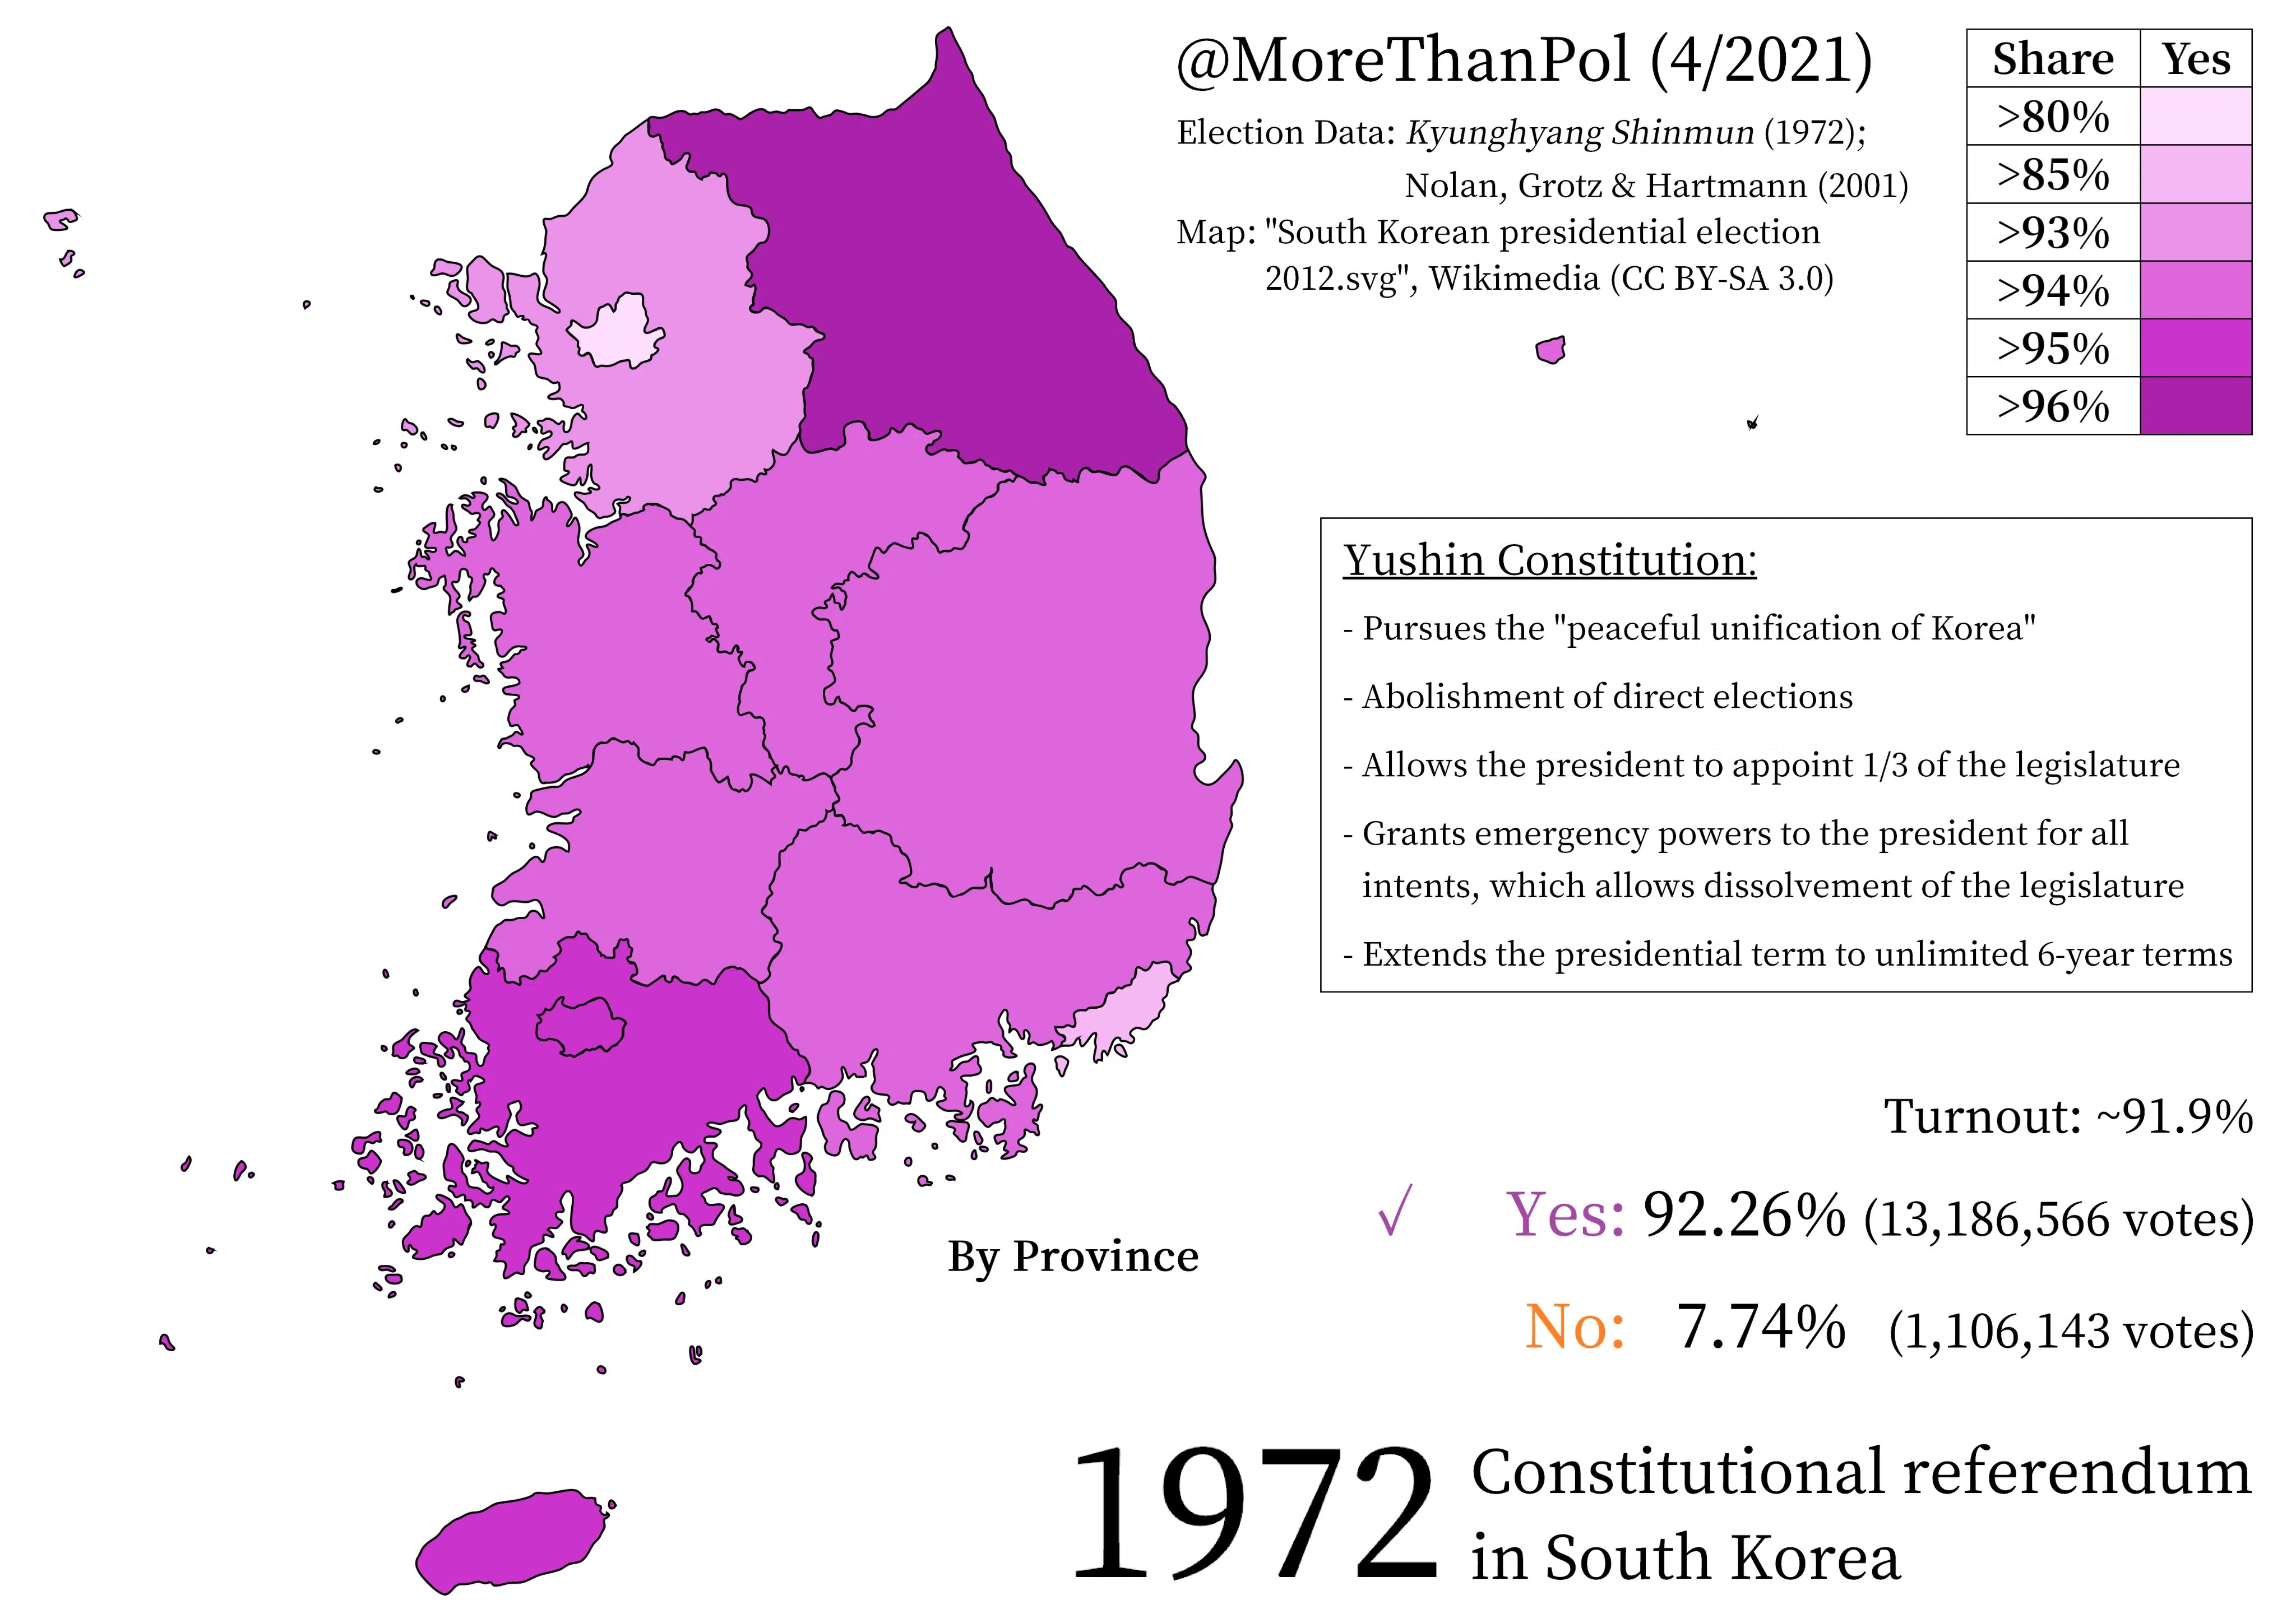 @MoreThanPol (4/2021)
Election Data: Kyunghyang Shinmun (1972);
Nolan, Grotz & Hartmann (2001)
Map: "South Korean presidential election
2012.svg", Wikimedia (CC BY-SA 3.0)
Share Yes
>80%
>85%
>93%
>94%
>95%
>96%
Yushin Constitution:
- Pursues the "peaceful unification of Korea"
- Abolishment of direct elections
- Allows the president to appoint 1/3 of the legislature
- Grants emergency powers to the president for all
intents, which allows dissolvement of the legislature
- Extends the presidential term to unlimited 6-year terms
Turnout: ~91.9%
✓ Yes: 92.26% (13,186,566 votes)
No: 7.74% (1,106,143 votes)
By Province
1972 Constitutional referendum
in South Korea